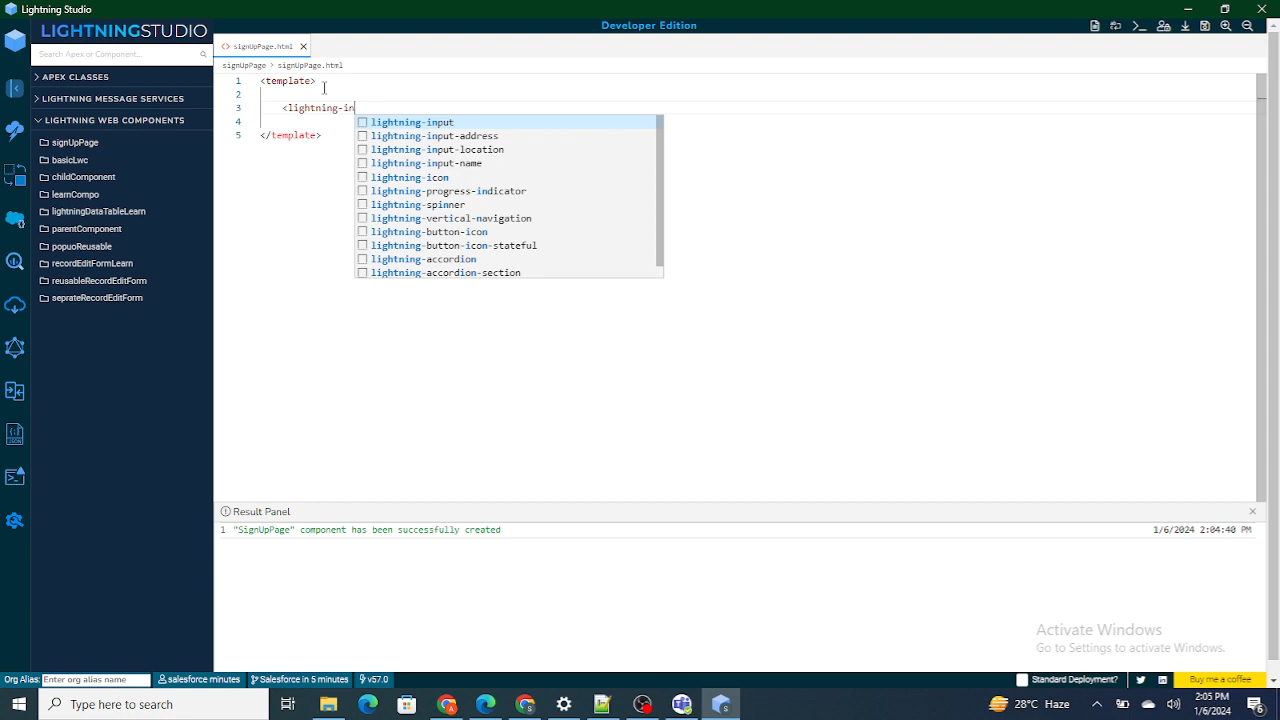 Developer Edition
LIGHTNINGSTUDIO
Search Apex or Component...
APEX CLASSES
LIGHTNING MESSAGE SERVICES
LIGHTNING WEB COMPONENTS
signUpPage
basicLwc
childComponent
learnCompo
lightningDataTableLearn
parentComponent
popuoReusable
recordEditFormLearn
reusableRecordEditForm
seprateRecordEditForm
signUpPage.html
signUpPage > signUpPage.html
1 <template>
2
3 <lightning-in
4
5 </template>
lightning-input
lightning-input-address
lightning-input-location
lightning-input-name
lightning-icon
lightning-progress-indicator
lightning-spinner
lightning-vertical-navigation
lightning-button-icon
lightning-button-icon-stateful
lightning-accordion
lightning-accordion-section
Result Panel
1 "SignUpPage" component has been successfully created 1/6/2024 2:04:40 PM
Activate Windows
Go to Settings to activate Windows.
JSON
Org Alias: Enter org alias name salesforce minutes Salesforce in 5 minutes v57.0 Standard Deployment? Buy me a coffee
Type here to search
28°C Haze
2:05 PM
1/6/2024
6